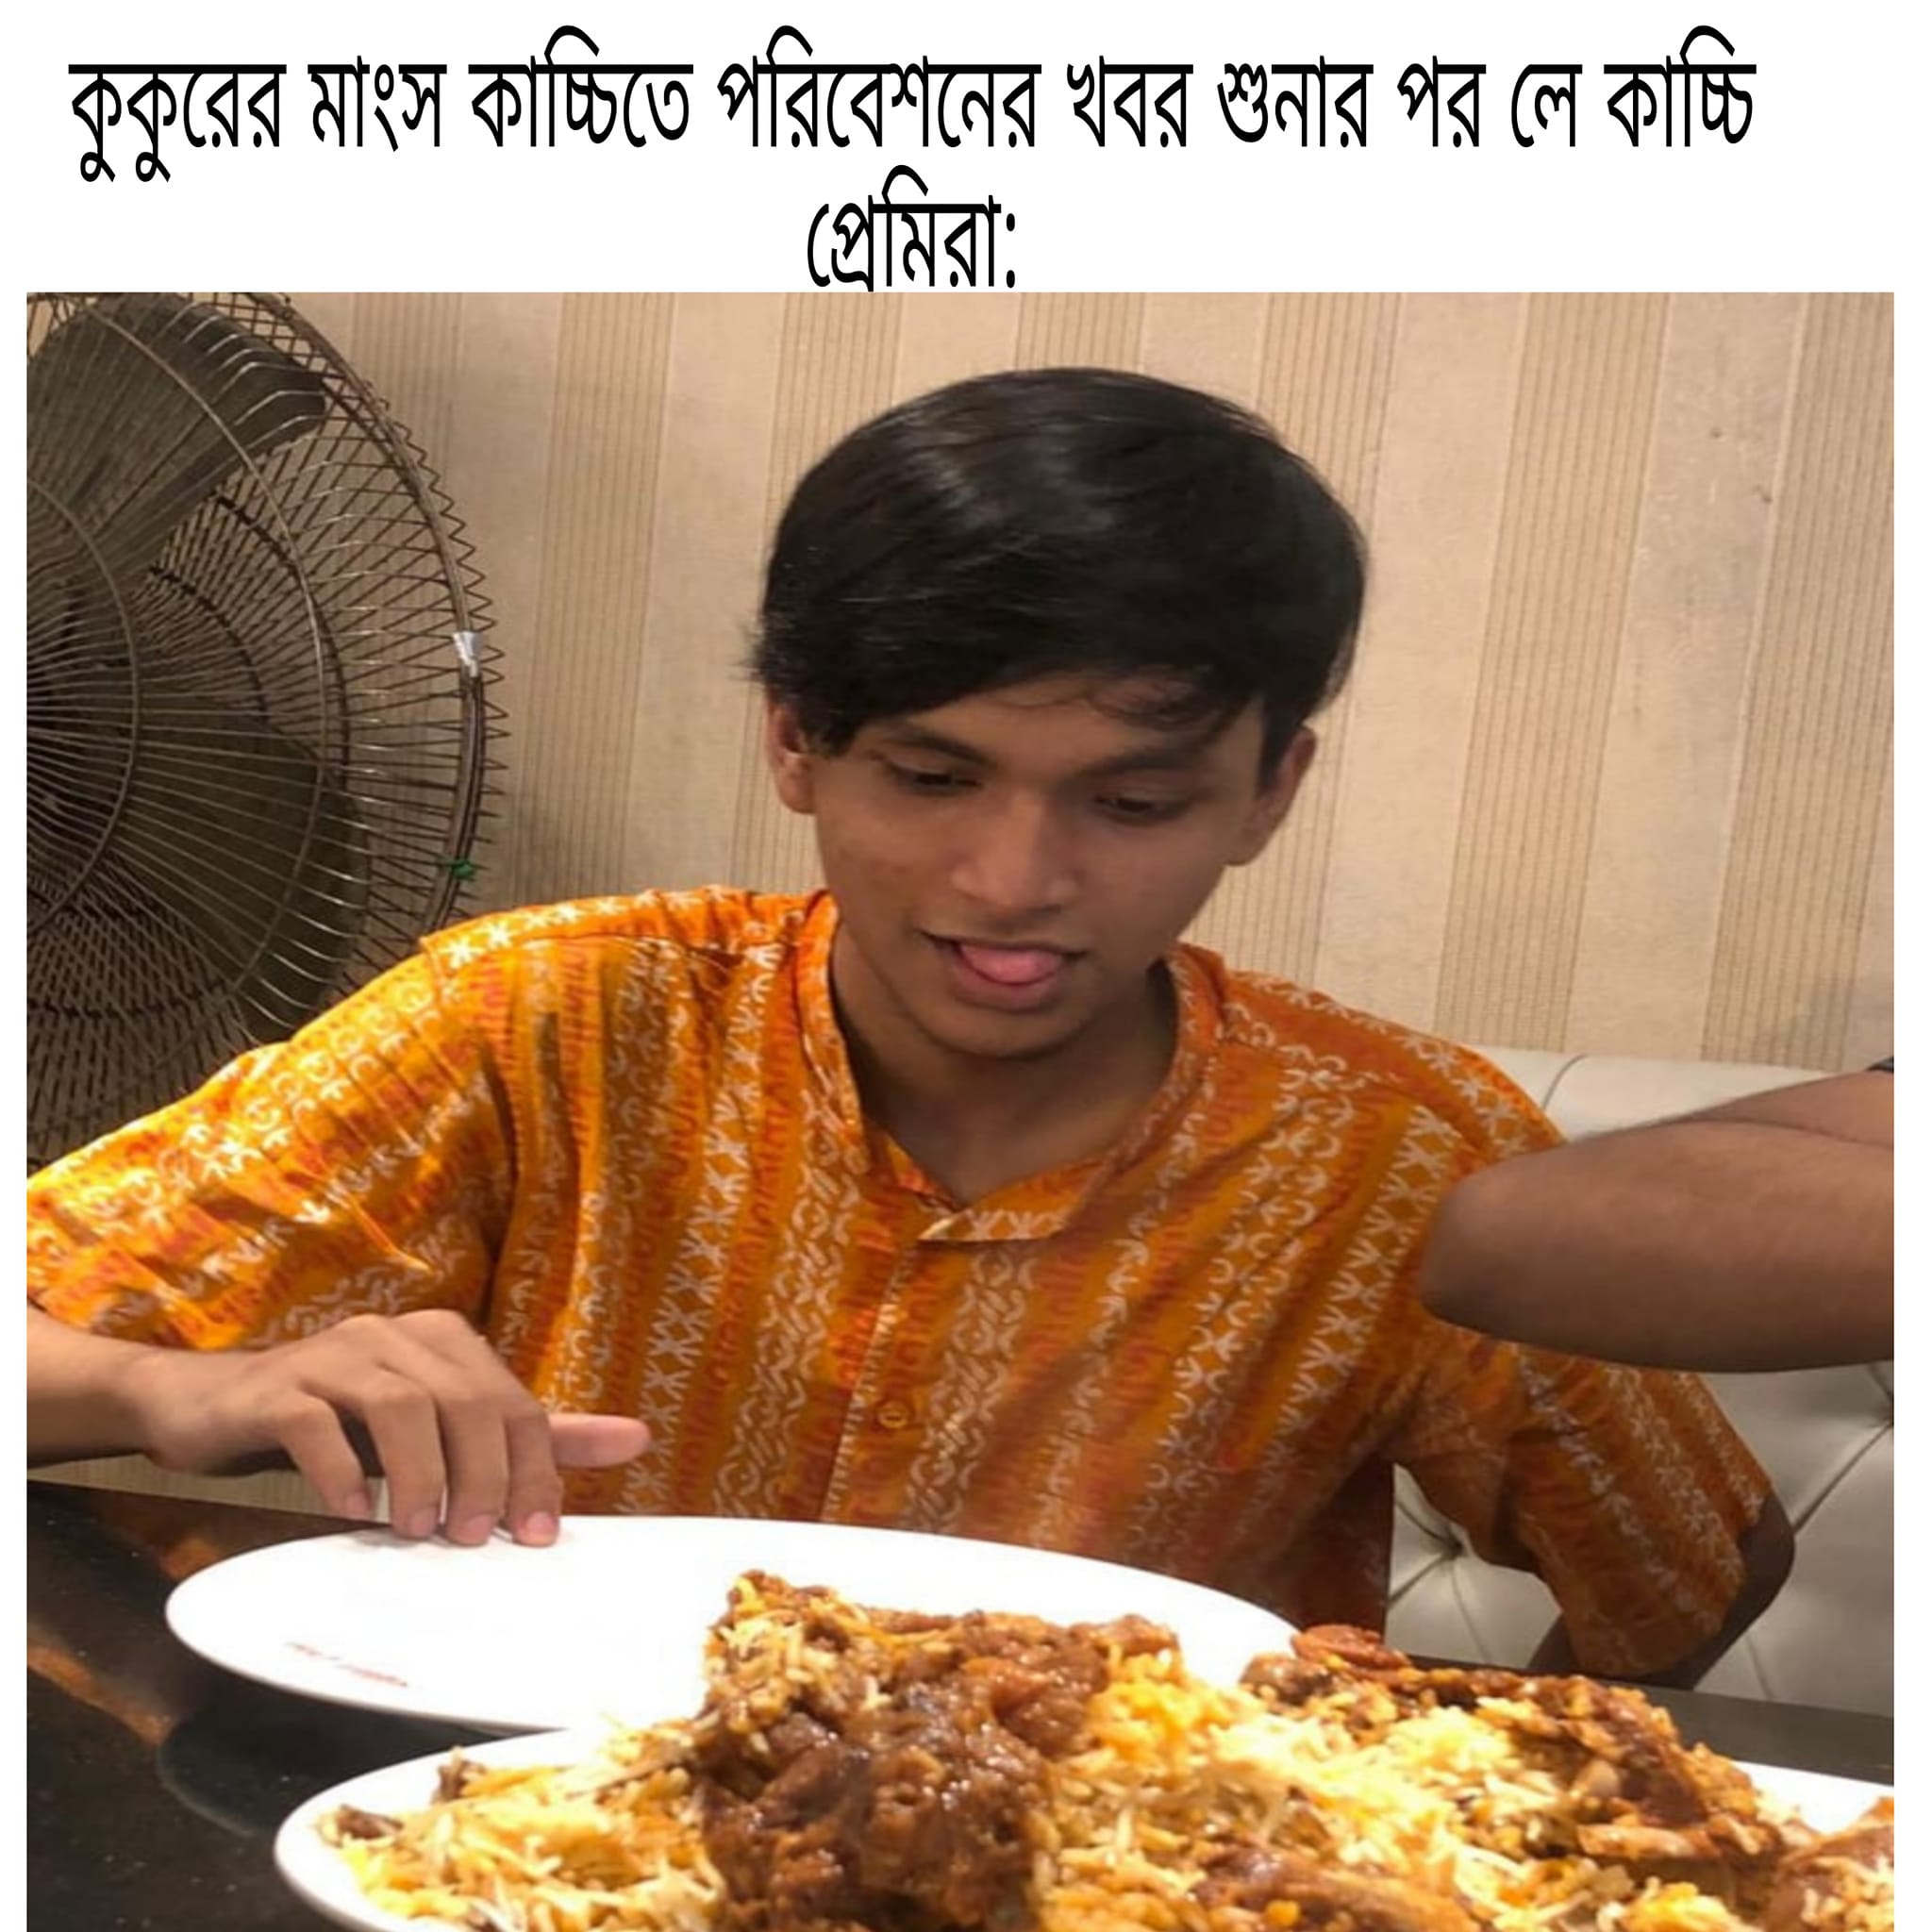 কুকুরের মাংস কাচ্চিতে পরিবেশনের খবর শুনার পর লে কাচ্চি
প্রেমিরা: